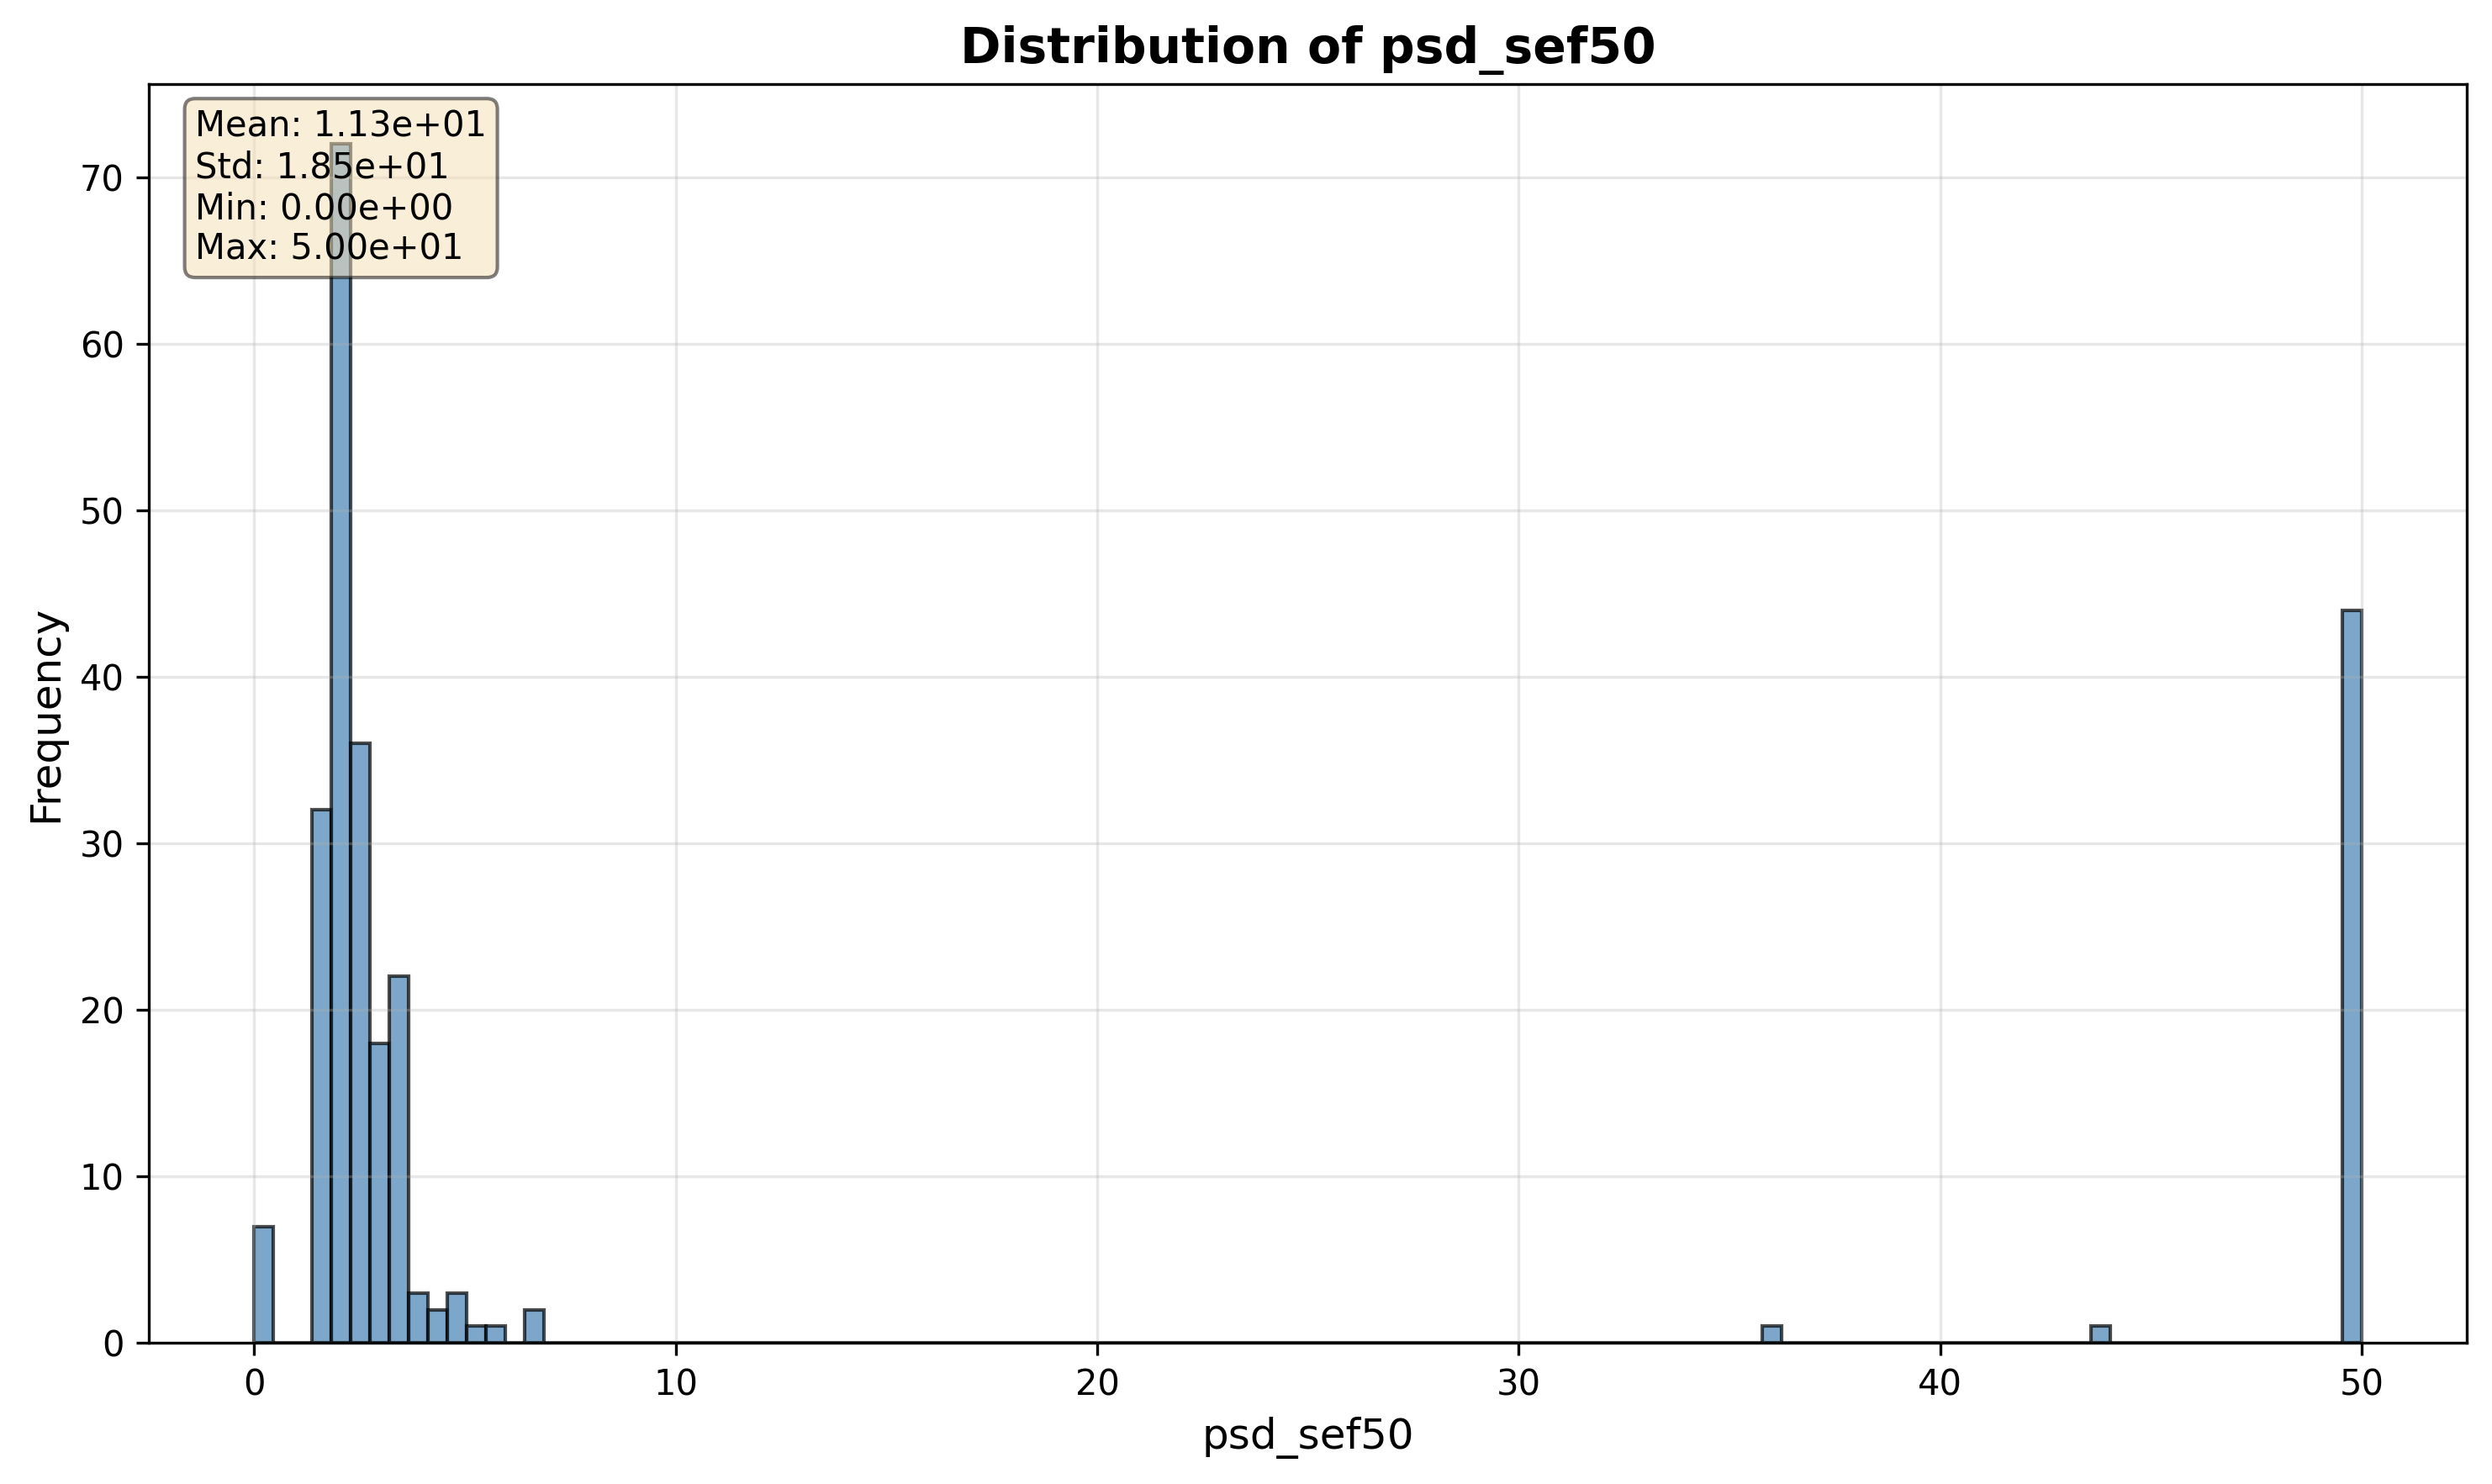 Distribution of psd_sef50
Mean: 1.13e+01
Std: 1.85e+01
Min: 0.00e+00
Max: 5.00e+01
Frequency
70
60
50
40
30
20
10
0
0 10 20 30 40 50
psd_sef50